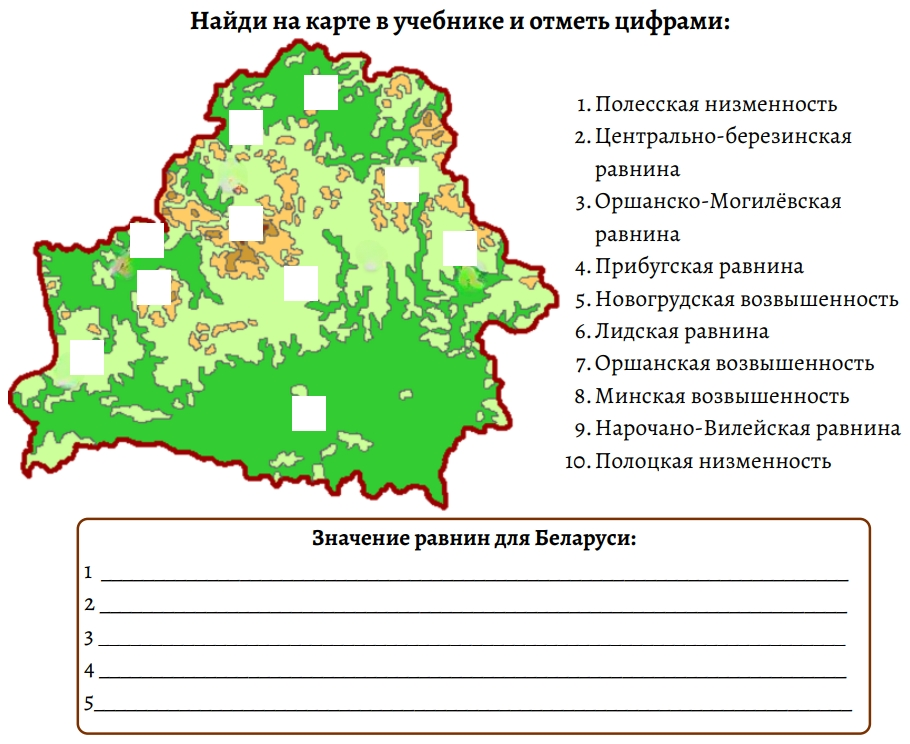 Найди на карте в учебнике и отметь цифрами:
1. Полесская низменность
2. Центрально-березинская
равнина
3. Оршанско-Могилёвская
равнина
4. Прибугская равнина
5. Новогрудская возвышенность
6. Лидская равнина
7. Оршанская возвышенность
8. Минская возвышенность
9. Нарочано-Вилейская равнина
10. Полоцкая низменность
Значение равнин для Беларуси:
1
2
3
4
5